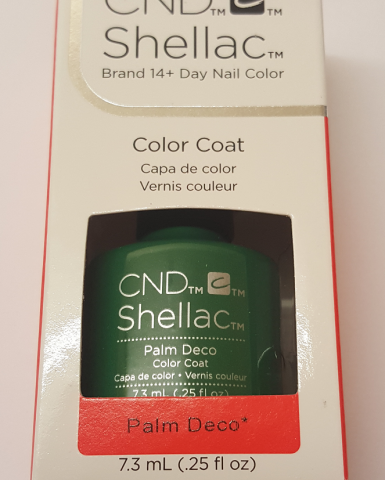 CND™ ™
Shellac™
Brand 14+ Day Nail Color
Color Coat
Capa de color
Vernis couleur
CND™ ™
Shellac™
Palm Deco
Color Coat
Capa de color • Vernis couleur
7.3 mL (.25 fl oz)
Palm Deco*
7.3 mL (.25 fl oz)